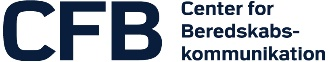 CFB
Center for
Beredskabs-
kommunikation